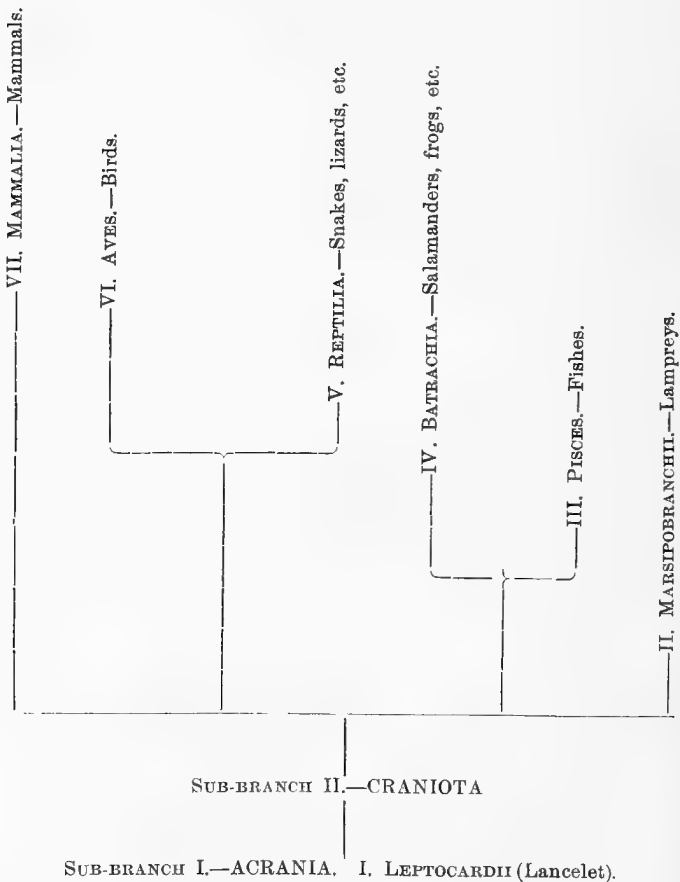 VII. MAMMALIA.—Mammals.
VI. AVES.—Birds.
V. REPTILIA.—Snakes, lizards, etc.
IV. BATRACHIA.—Salamanders, frogs, etc.
III. PISCES.—Fishes.
II. MARSIPOBRANCHII.—Lampreys.
SUB-BRANCH II.—CRANIOTA
SUB-BRANCH I.—ACRANIA. I. LEPTOCARDII (Lancelet).